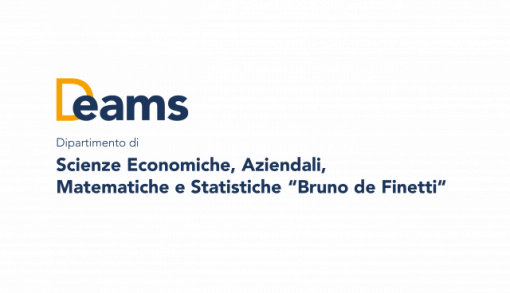 Deams
Dipartimento di
Scienze Economiche, Aziendali,
Matematiche e Statistiche “Bruno de Finetti“